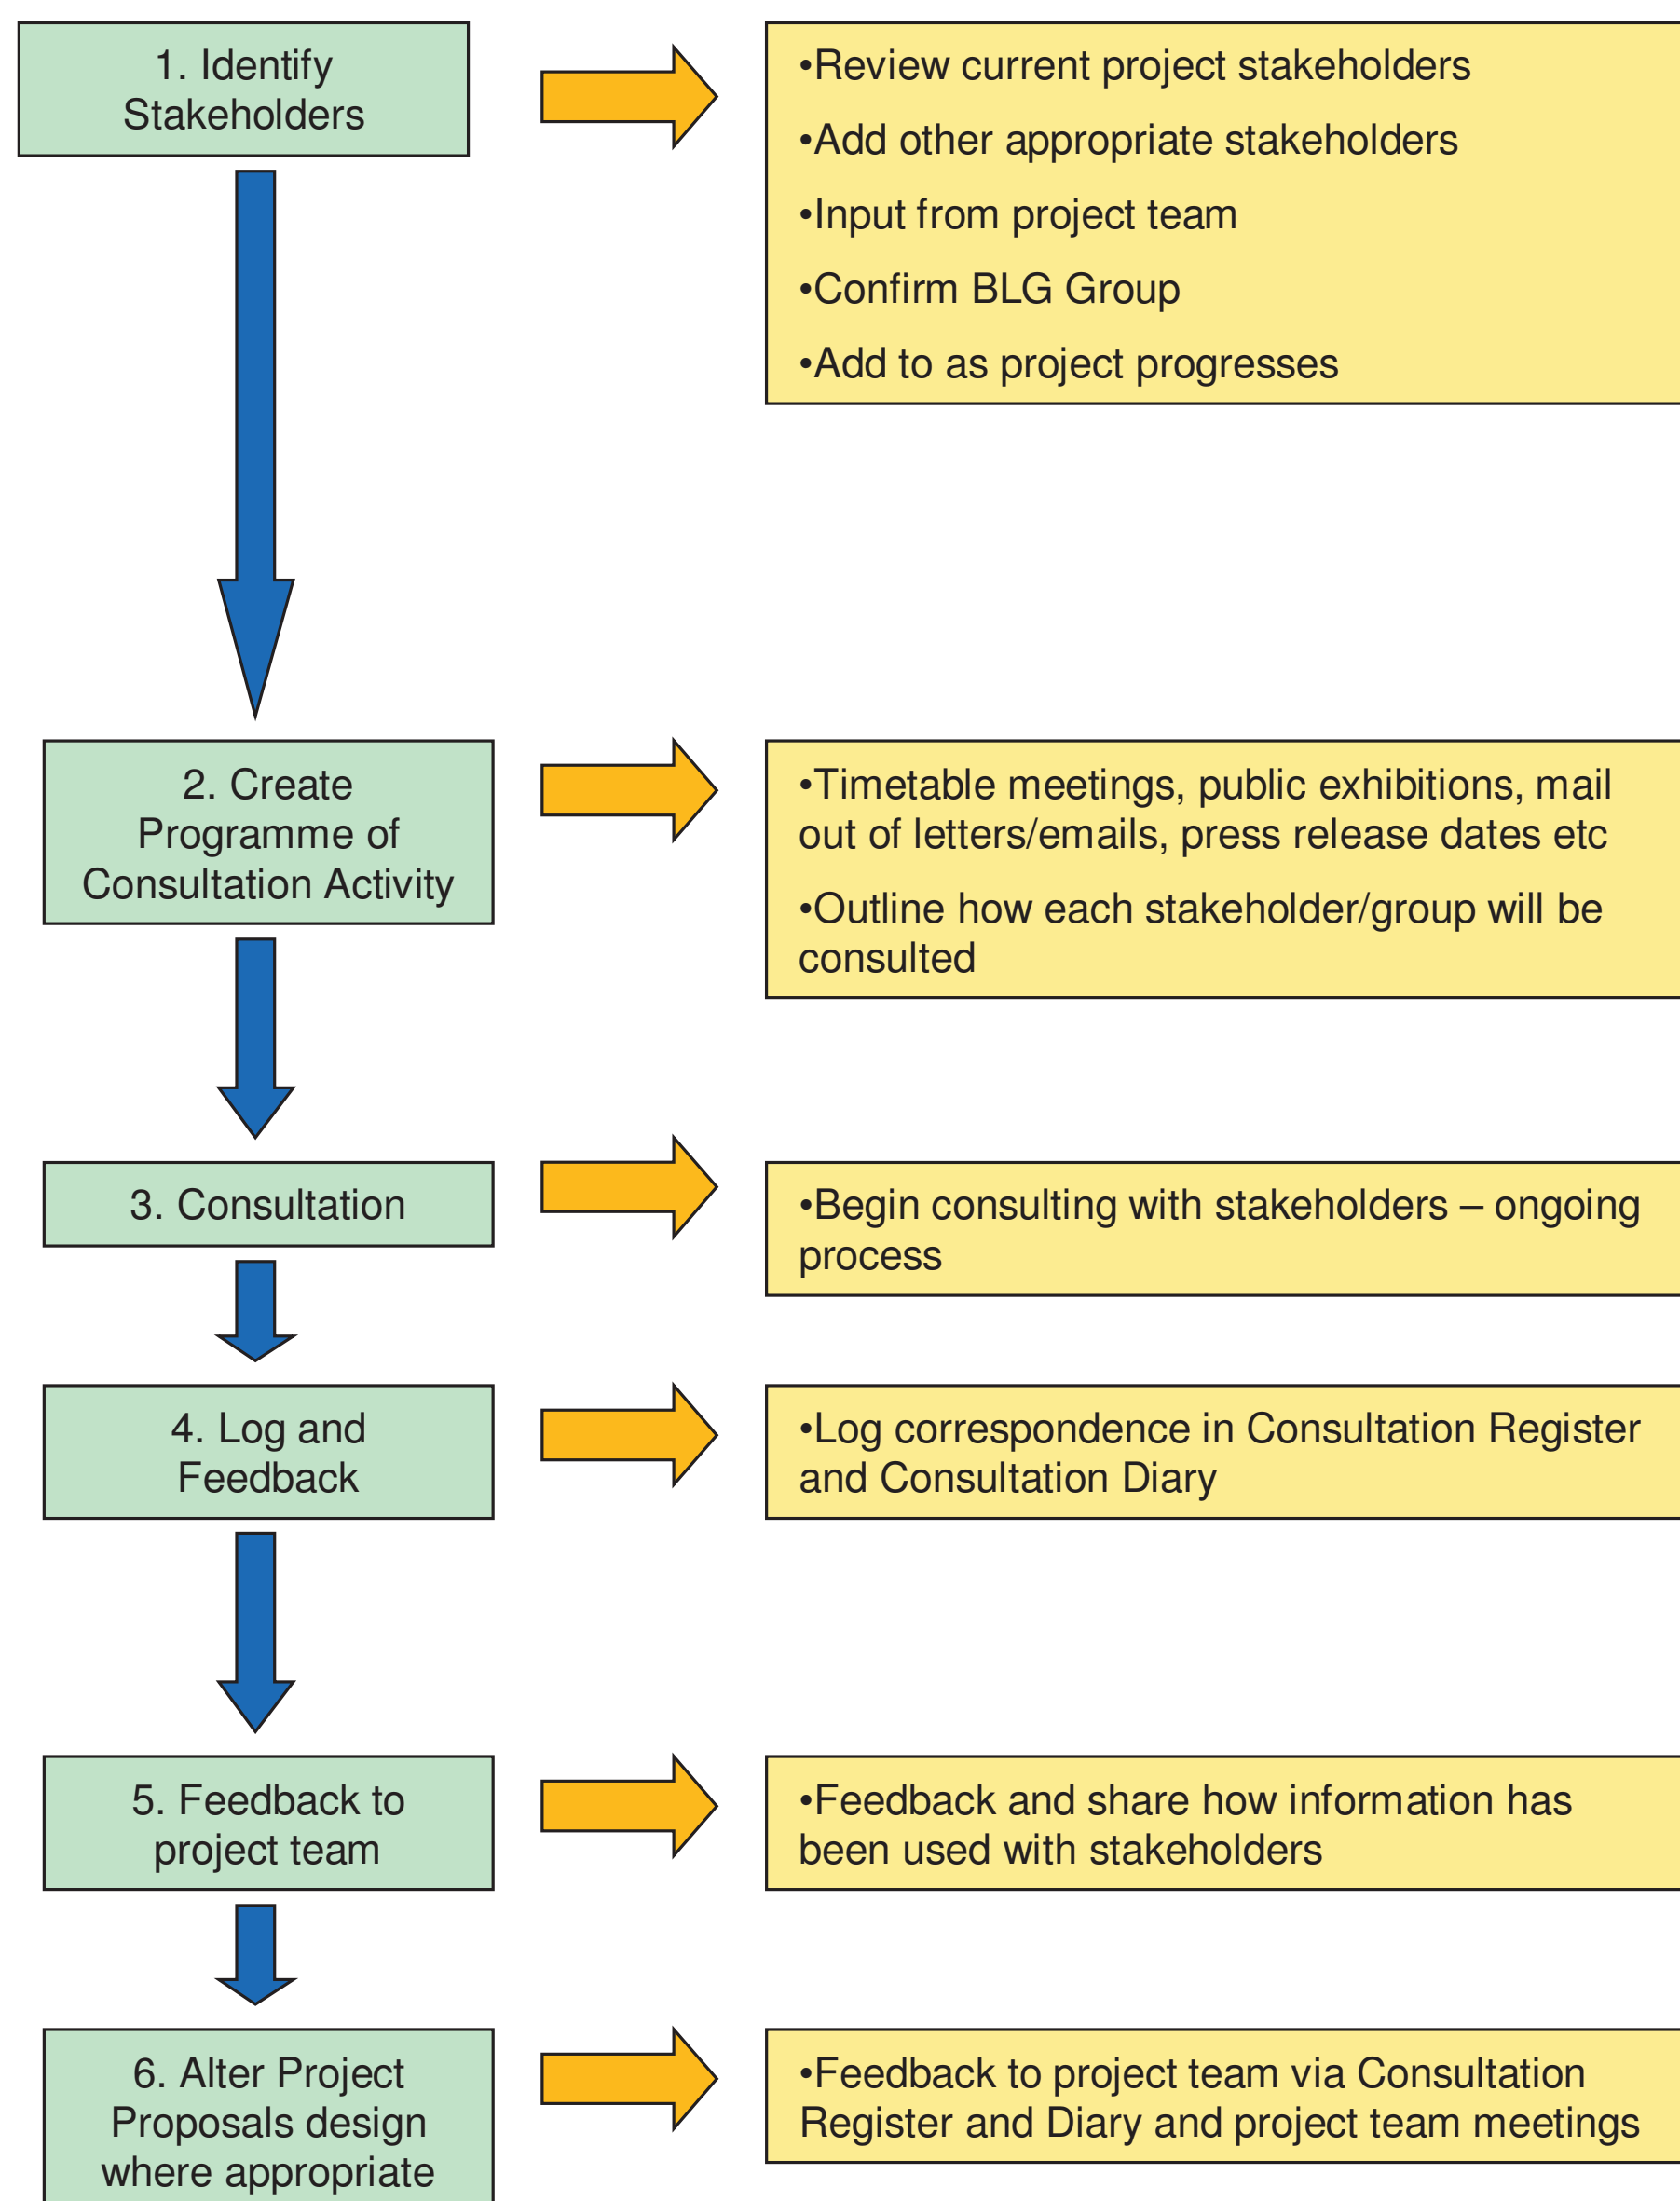 1. Identify
Stakeholders
•Review current project stakeholders
•Add other appropriate stakeholders
•Input from project team
•Confirm BLG Group
•Add to as project progresses
2. Create
Programme of
Consultation Activity
•Timetable meetings, public exhibitions, mail
out of letters/emails, press release dates etc
•Outline how each stakeholder/group will be
consulted
3. Consultation
•Begin consulting with stakeholders – ongoing
process
4. Log and
Feedback
•Log correspondence in Consultation Register
and Consultation Diary
5. Feedback to
project team
•Feedback and share how information has
been used with stakeholders
6. Alter Project
Proposals design
where appropriate
•Feedback to project team via Consultation
Register and Diary and project team meetings